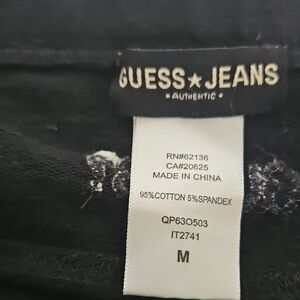 GUESS★JEANS
• AUTHENTIC •
RN#62136
CA#20625
MADE IN CHINA
95%COTTON 5%SPANDEX
QP63O503
IT2741
M